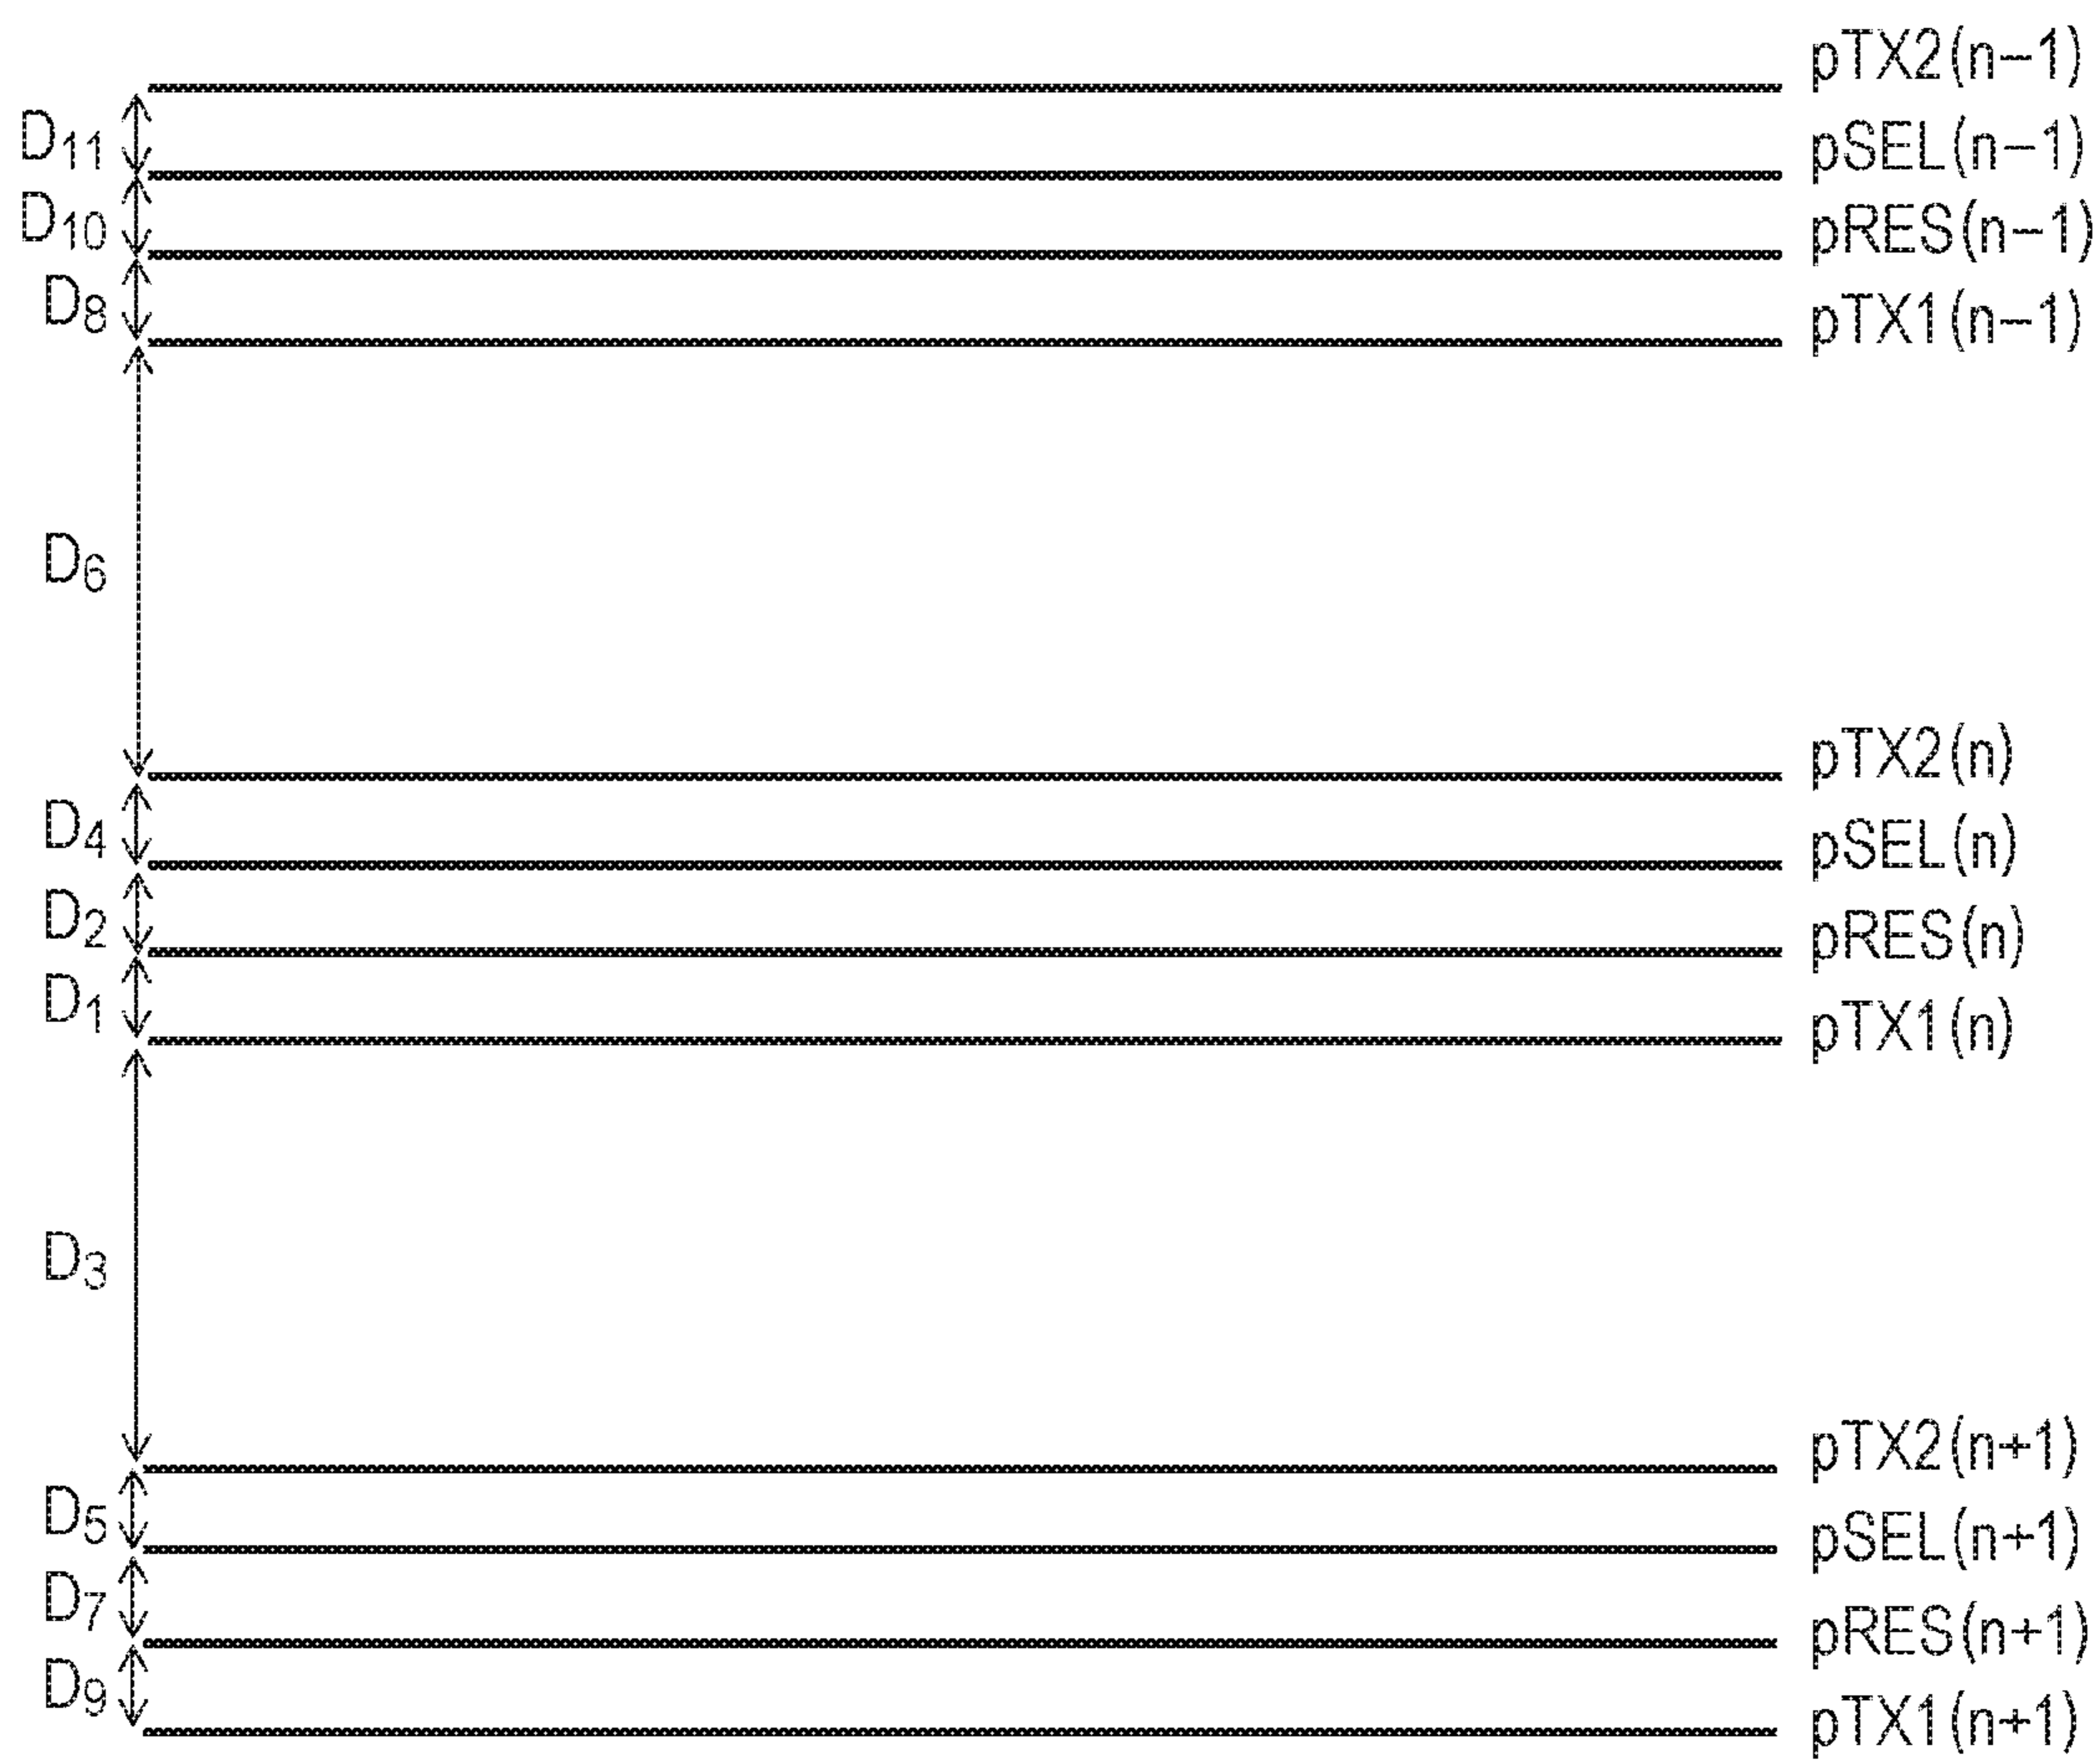 pTX2(n−1)
D11
pSEL(n−1)
D10
pRES(n−1)
D8
pTX1(n−1)
D6
pTX2(n)
D4
pSEL(n)
D2
pRES(n)
D1
pTX1(n)
D3
pTX2(n+1)
D5
pSEL(n+1)
D7
pRES(n+1)
D9
pTX1(n+1)